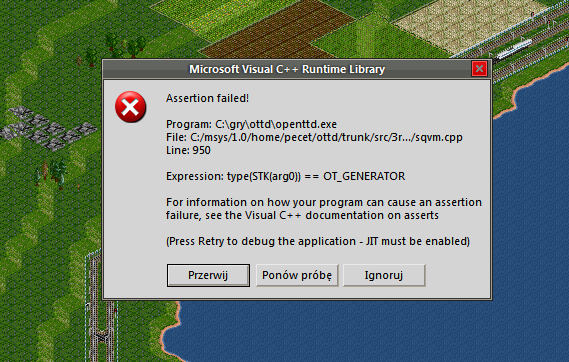 Microsoft Visual C++ Runtime Library
Assertion failed!
Program: C:\gry\ottd\openttd.exe
File: C:/msys/1.0/home/pecet/ottd/trunk/src/3r.../sqvm.cpp
Line: 950
Expression: type(STK(arg0)) == OT_GENERATOR
For information on how your program can cause an assertion
failure, see the Visual C++ documentation on asserts
(Press Retry to debug the application - JIT must be enabled)
Przerwij Ponów próbę Ignoruj